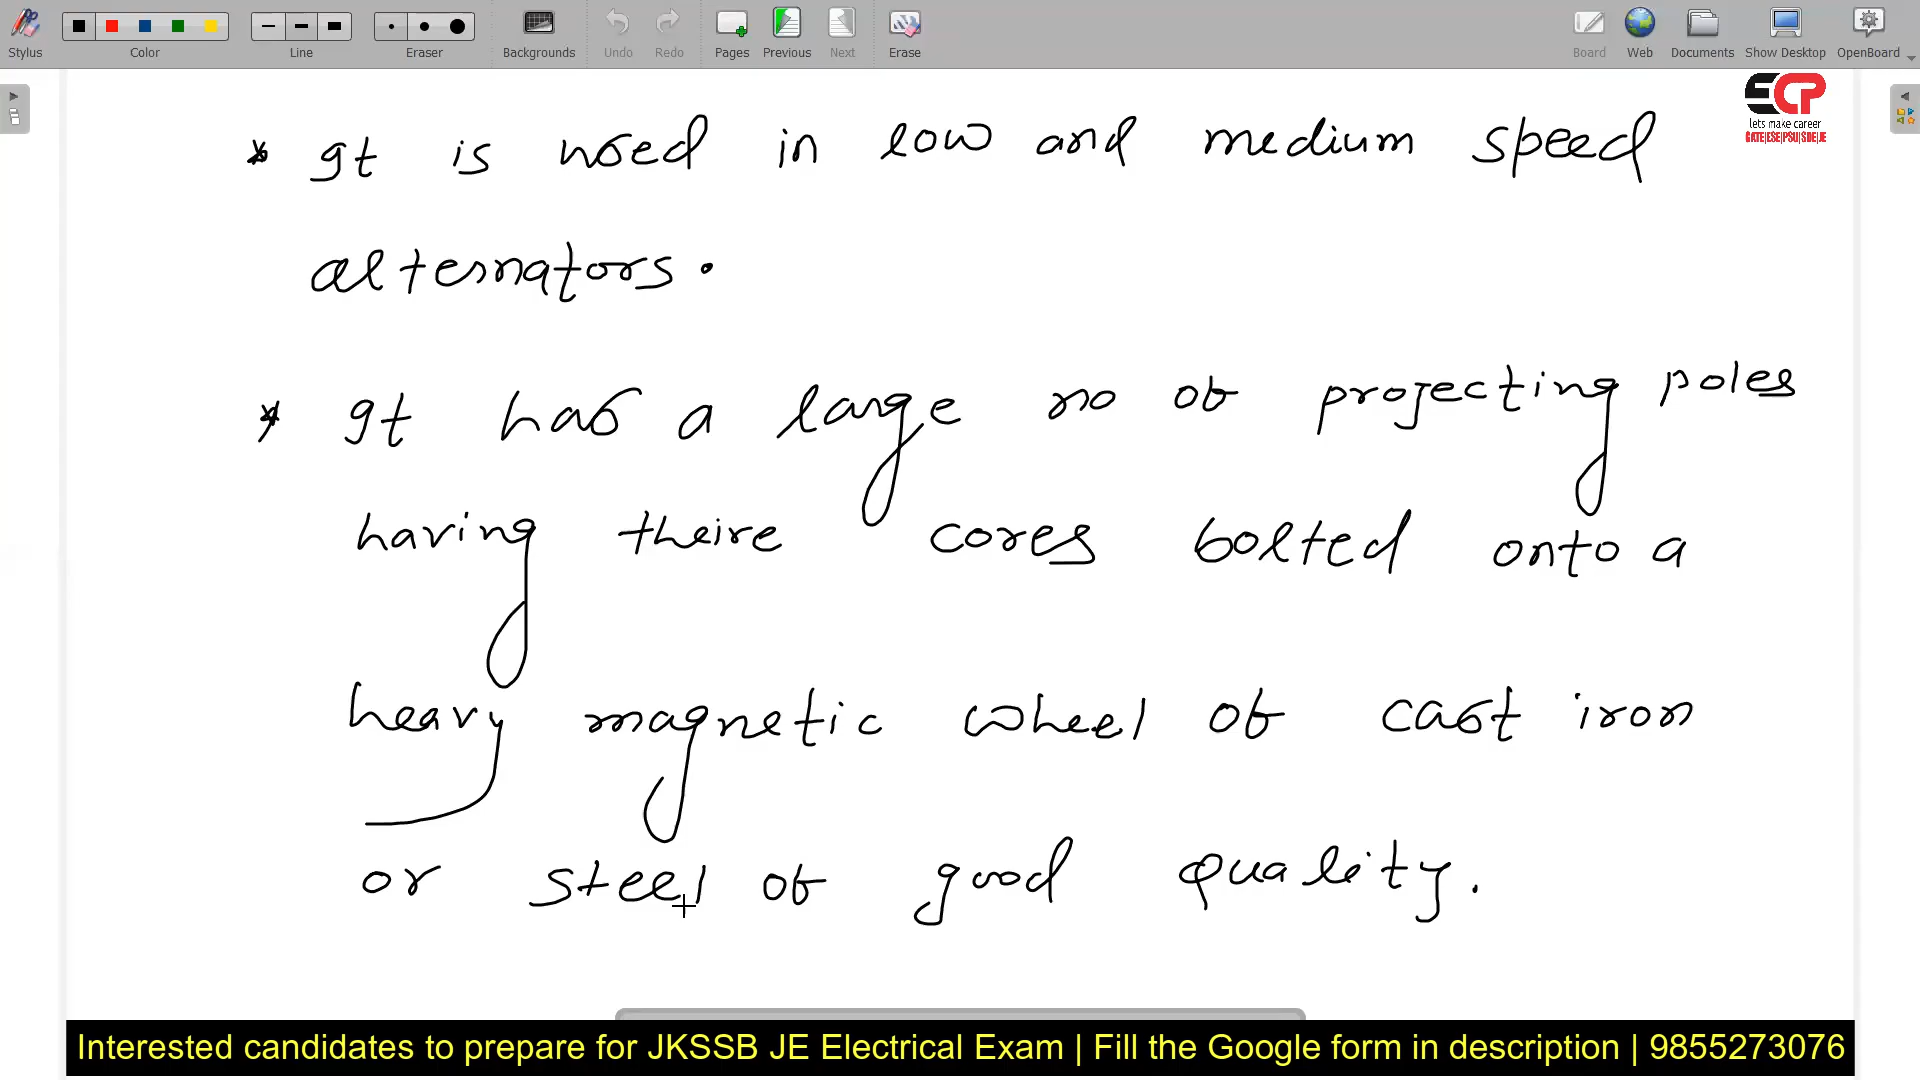 Stylus Color Line Eraser Backgrounds Undo Redo Pages Previous Next Erase Board Web Documents Show Desktop OpenBoard
ECP
lets make career
GATE|ESE|PSU|SDE|JE
* It is used in low and medium speed
alternators.
* It has a large no of projecting poles
having theire cores bolted onto a
heavy magnetic wheel of cast iron
or steel of good quality.
Interested candidates to prepare for JKSSB JE Electrical Exam | Fill the Google form in description | 9855273076